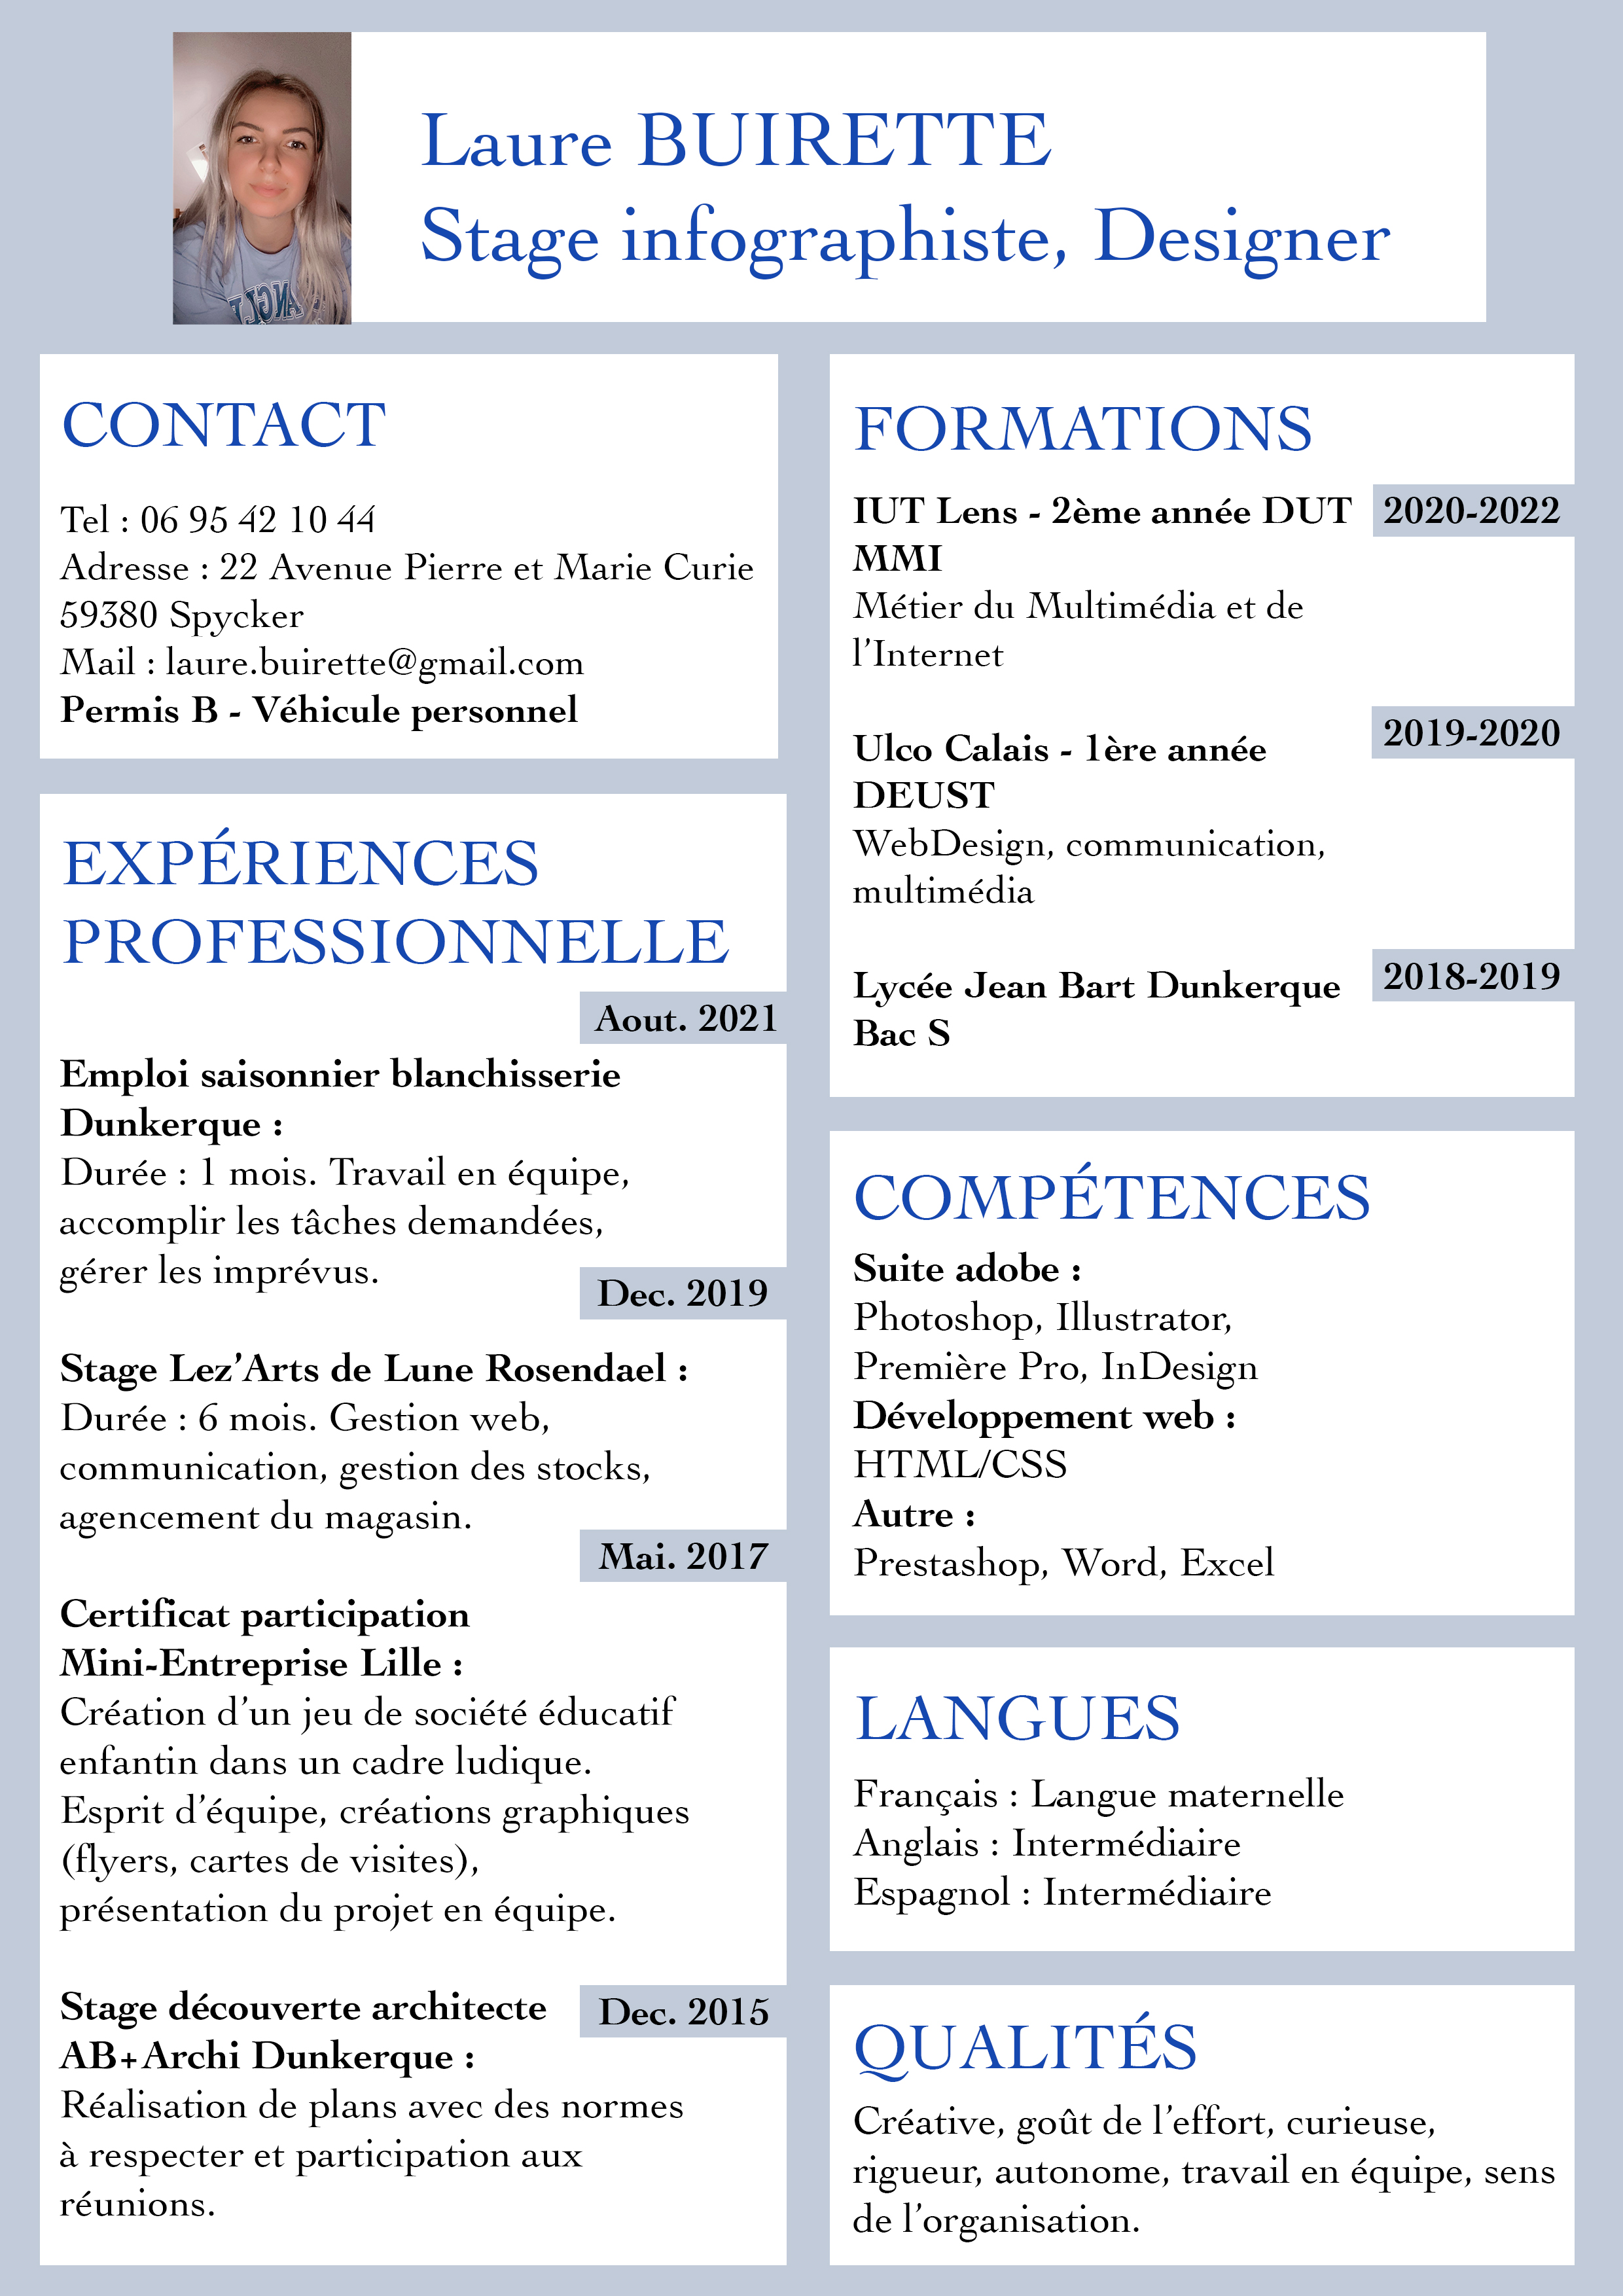 Laure BUIRETTE
Stage infographiste, Designer
CONTACT
Tel : 06 95 42 10 44
Adresse : 22 Avenue Pierre et Marie Curie
59380 Spycker
Mail : laure.buirette@gmail.com
Permis B - Véhicule personnel
EXPÉRIENCES
PROFESSIONNELLE
Aout. 2021
Emploi saisonnier blanchisserie
Dunkerque :
Durée : 1 mois. Travail en équipe,
accomplir les tâches demandées,
gérer les imprévus.
Dec. 2019
Stage Lez'Arts de Lune Rosendael :
Durée : 6 mois. Gestion web,
communication, gestion des stocks,
agencement du magasin.
Mai. 2017
Certificat participation
Mini-Entreprise Lille :
Création d'un jeu de société éducatif
enfantin dans un cadre ludique.
Esprit d'équipe, créations graphiques
(flyers, cartes de visites),
présentation du projet en équipe.
Stage découverte architecte
Dec. 2015
AB+Archi Dunkerque :
Réalisation de plans avec des normes
à respecter et participation aux
réunions.
FORMATIONS
IUT Lens - 2ème année DUT
2020-2022
MMI
Métier du Multimédia et de
l'Internet
2019-2020
Ulco Calais - 1ère année
DEUST
WebDesign, communication,
multimédia
2018-2019
Lycée Jean Bart Dunkerque
Bac S
COMPÉTENCES
Suite adobe :
Photoshop, Illustrator,
Première Pro, InDesign
Développement web :
HTML/CSS
Autre :
Prestashop, Word, Excel
LANGUES
Français : Langue maternelle
Anglais : Intermédiaire
Espagnol : Intermédiaire
QUALITÉS
Créative, goût de l'effort, curieuse,
rigueur, autonome, travail en équipe, sens
de l'organisation.